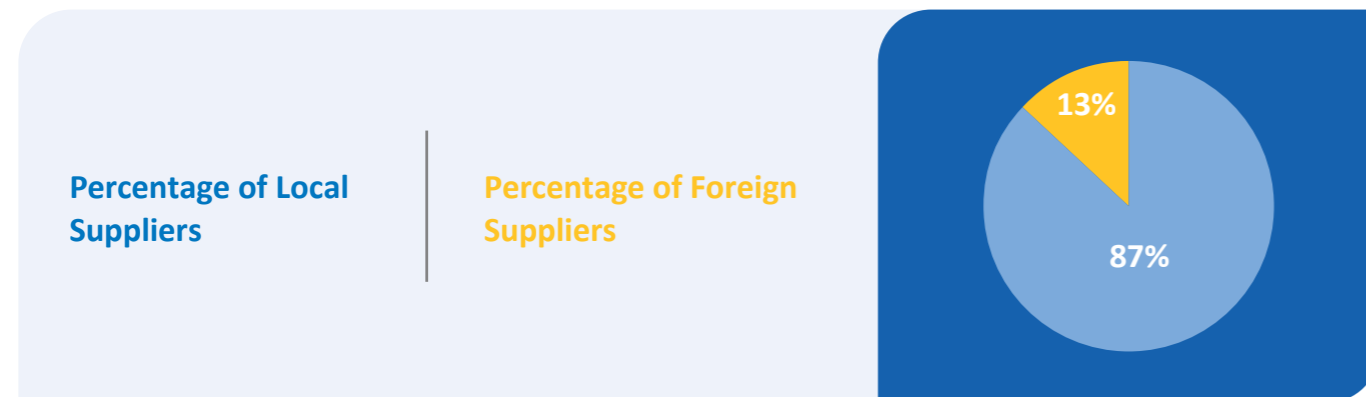 Percentage of Local
Suppliers
Percentage of Foreign
Suppliers
13%
87%